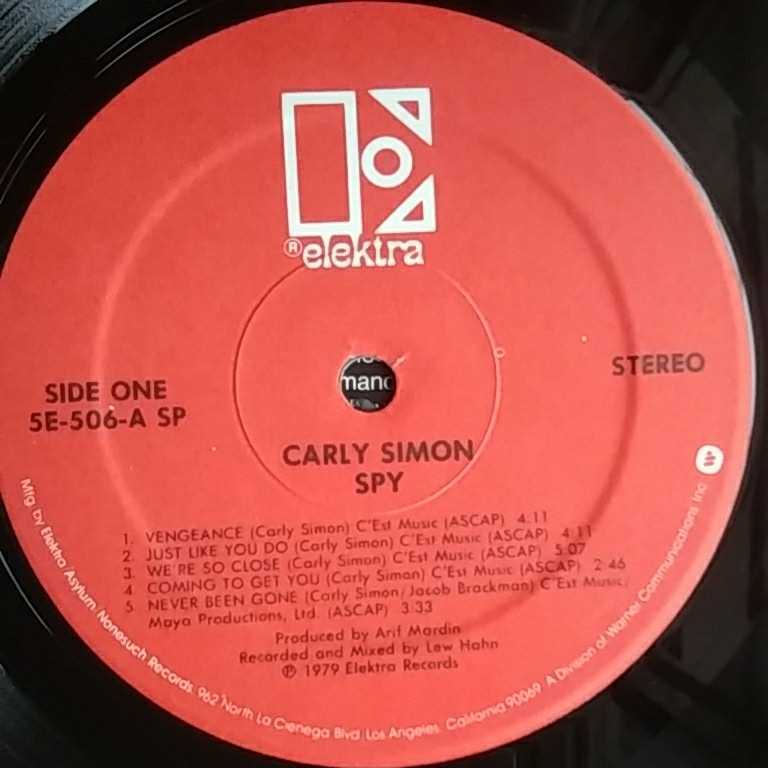 ® elektra
manc
SIDE ONE
5E-506-A SP
STEREO
CARLY SIMON
SPY
1. VENGEANCE (Carly Simon) C'Est Music (ASCAP) 4:11
2. JUST LIKE YOU DO (Carly Simon) C'Est Music (ASCAP) 4:11
3. WE'RE SO CLOSE (Carly Simon) C'Est Music (ASCAP) 5:07
4. COMING TO GET YOU (Carly Simon) C'Est Music (ASCAP) 2:46
5. NEVER BEEN GONE (Carly Simon/Jacob Brackman) C'Est Music/
Maya Productions, Ltd. (ASCAP) 3:33
Produced by Arif Mardin
Recorded and Mixed by Lew Hahn
℗ 1979 Elektra Records
Mfg. by Elektra/Asylum/Nonesuch Records, 962 North La Cienega Blvd., Los Angeles, California 90069. A Division of Warner Communications Inc.